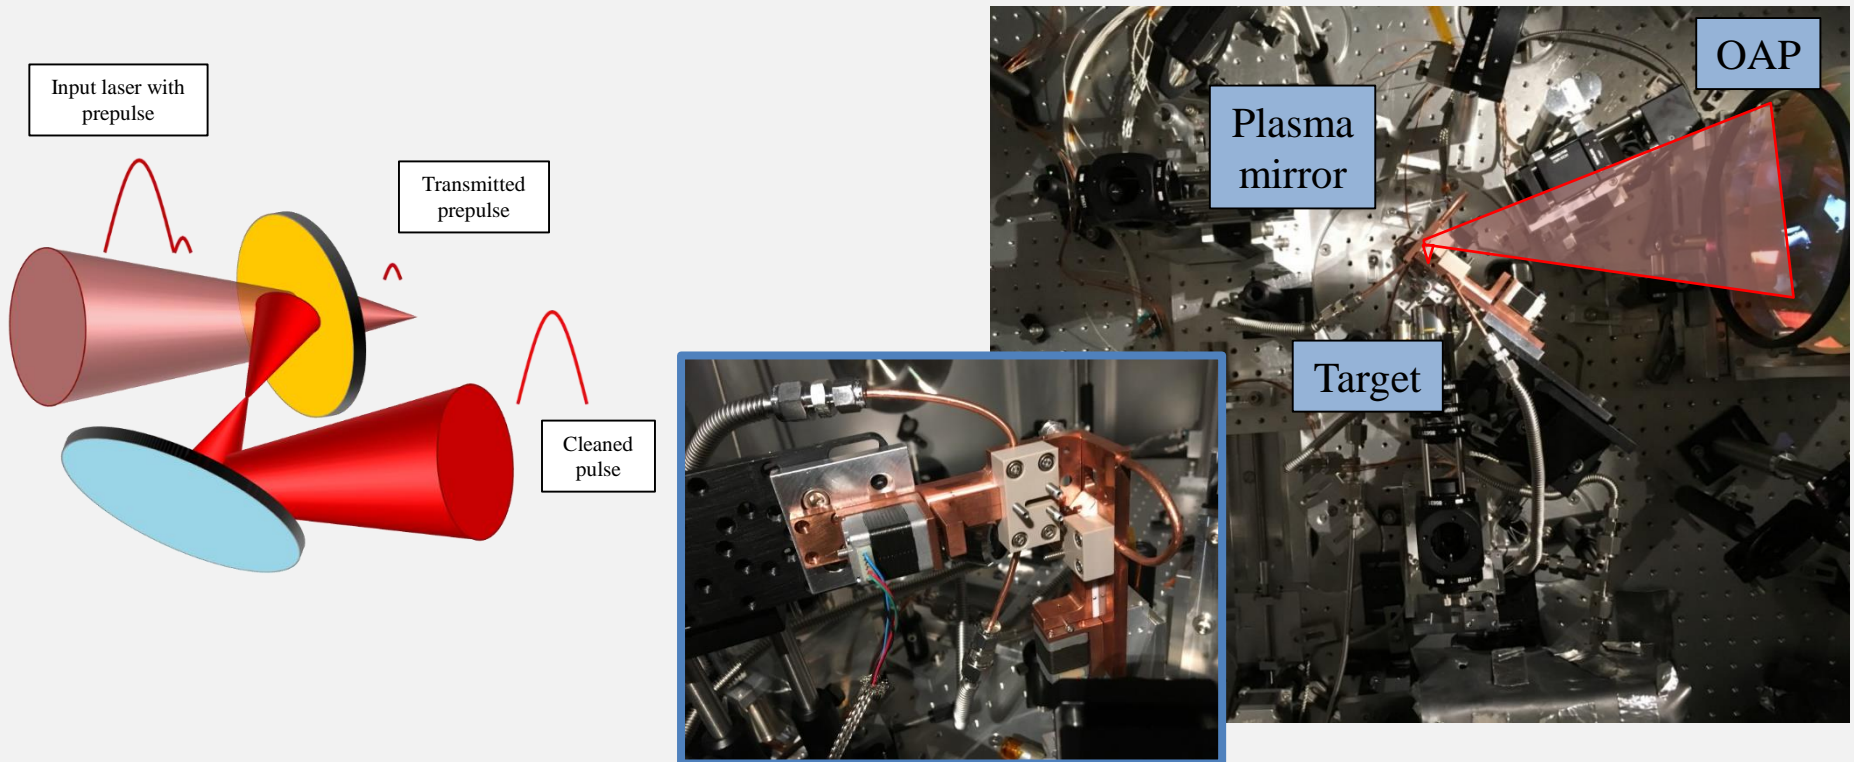 Input laser with
prepulse
Transmitted
prepulse
Cleaned
pulse
OAP
Plasma
mirror
Target